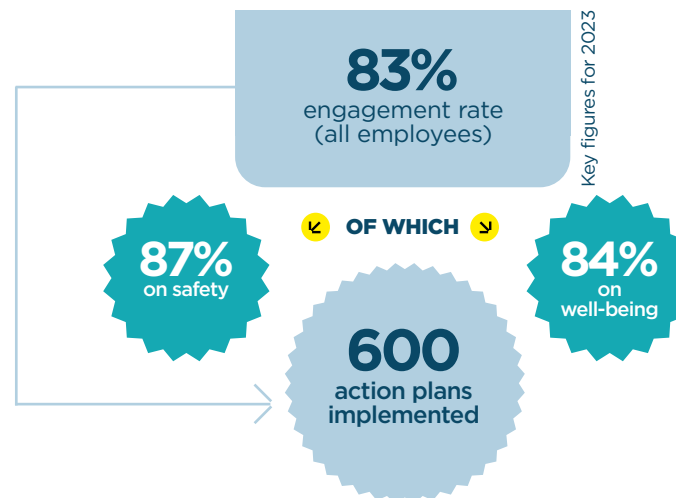 83%
engagement rate
(all employees)
Key figures for 2023
OF WHICH
87%
on safety
84%
on
well-being
600
action plans
implemented